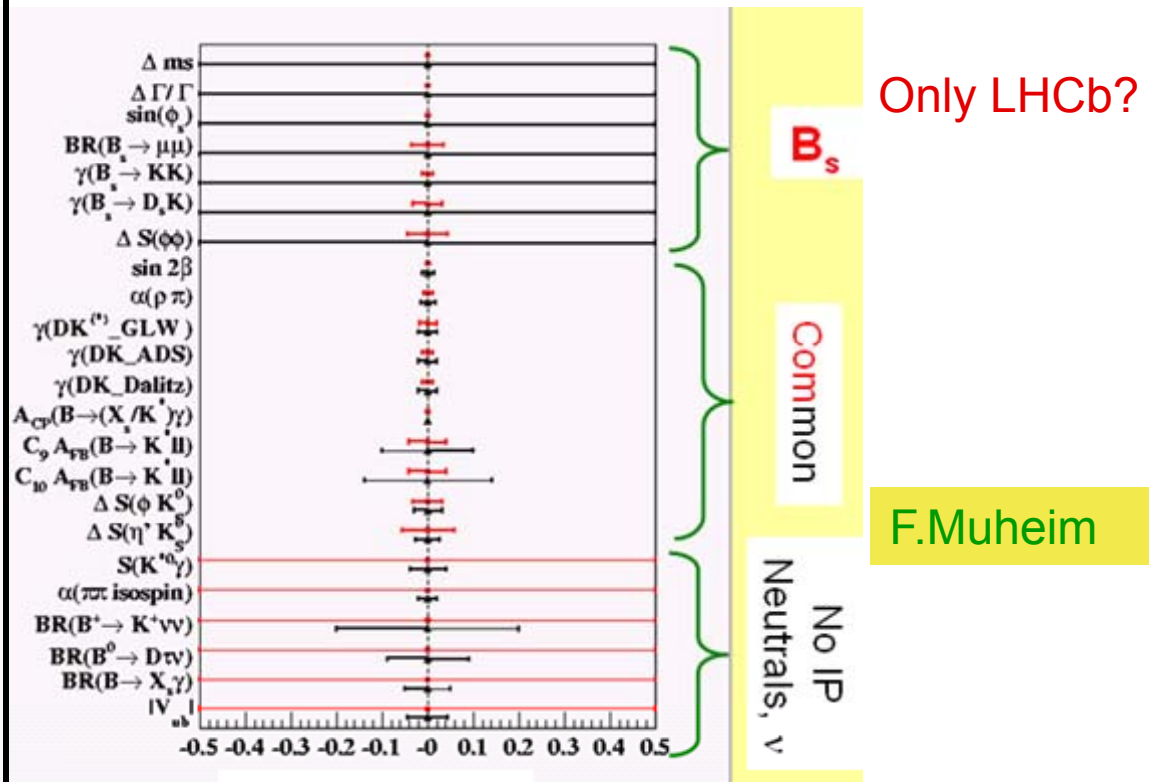 Δ ms
Δ Γ/ Γ
sin(ϕs)
BR(Bs → μμ)
γ(Bs → KK)
γ(Bs → DsK)
Δ S(ϕϕ)
sin 2β
α(ρ π)
γ(DK(*)_GLW )
γ(DK_ADS)
γ(DK_Dalitz)
ACP(B→(Xs/K*)γ)
C9 AFB(B→ K*ll)
C10 AFB(B→ K*ll)
Δ S(ϕ K0S)
Δ S(η' K0S)
S(K*0γ)
α(ππ isospin)
BR(B+→ K+νν)
BR(B0→ Dτν)
BR(B→ Xsγ)
|Vub|
-0.5 -0.4 -0.3 -0.2 -0.1 -0 0.1 0.2 0.3 0.4 0.5
Bs
Common
No IP
Neutrals, ν
Only LHCb?
F.Muheim